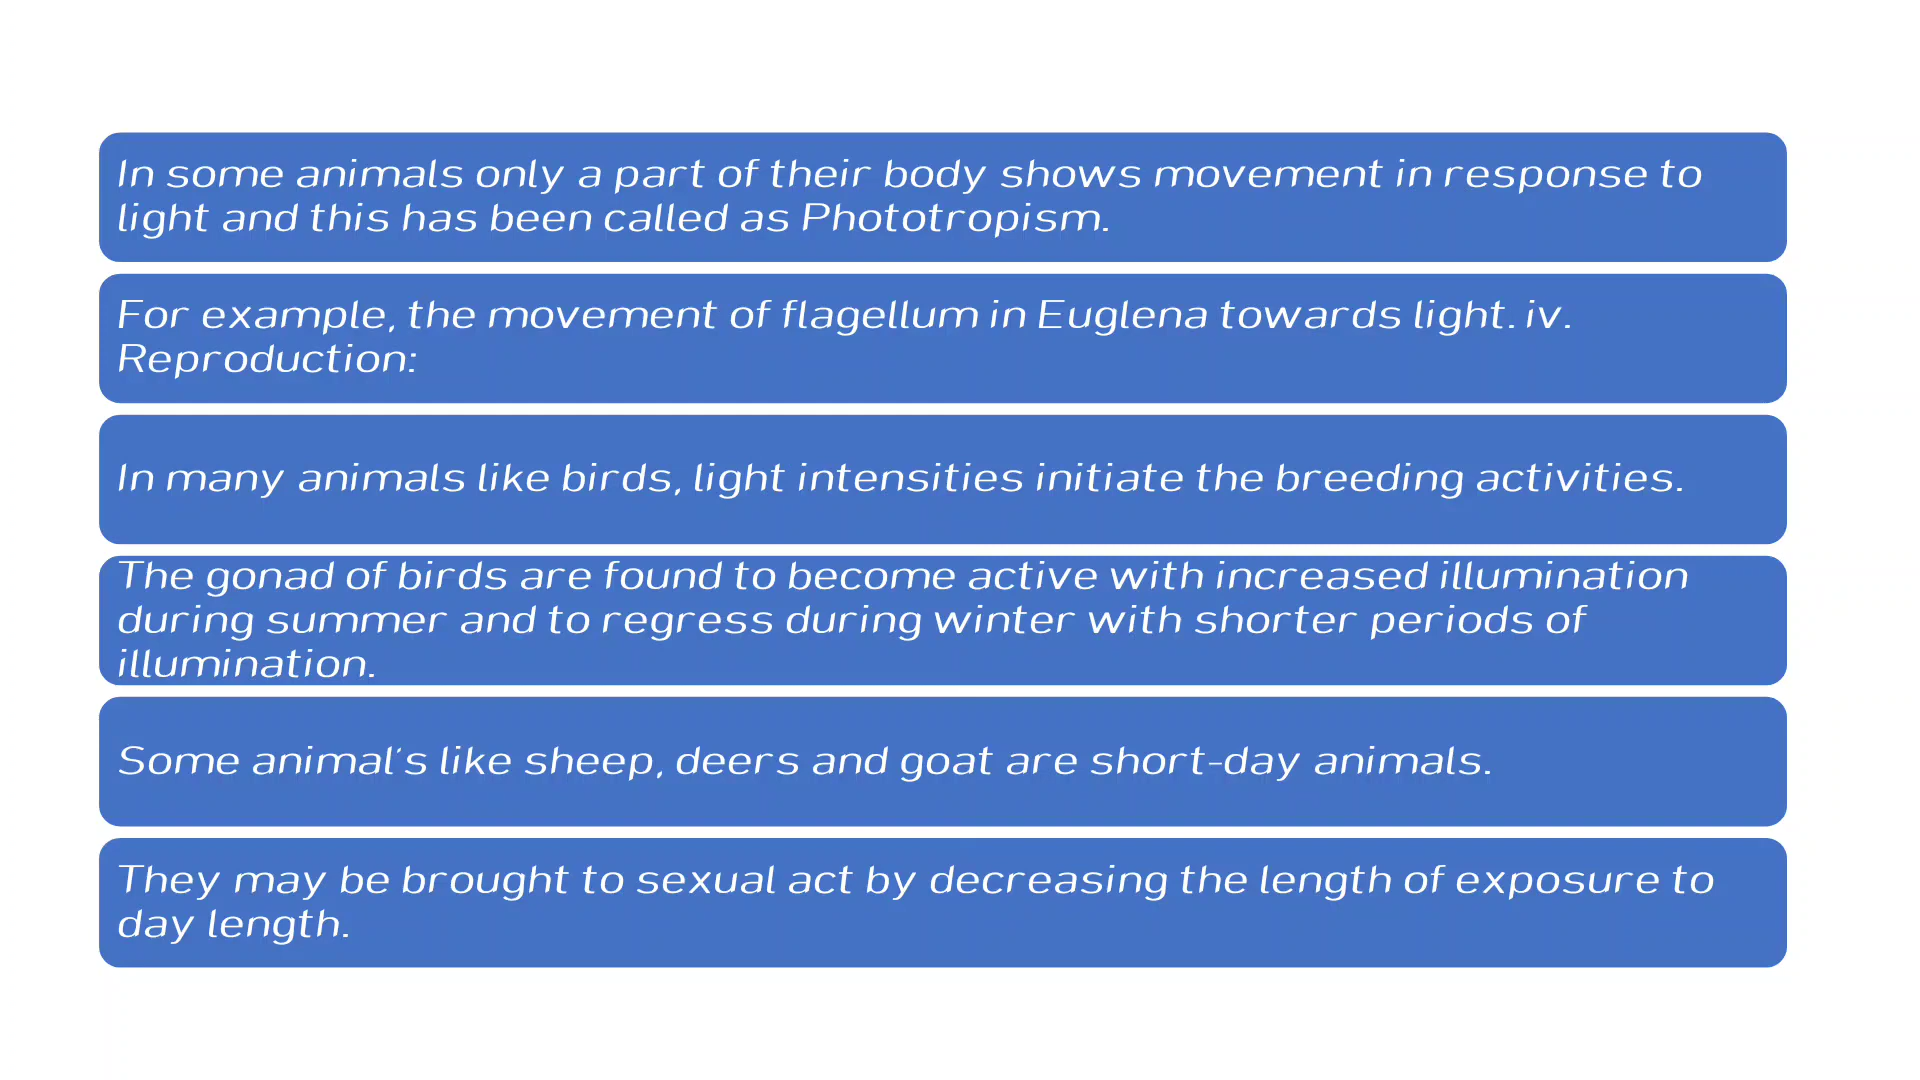 In some animals only a part of their body shows movement in response to
light and this has been called as Phototropism.
For example, the movement of flagellum in Euglena towards light. iv.
Reproduction:
In many animals like birds, light intensities initiate the breeding activities.
The gonad of birds are found to become active with increased illumination
during summer and to regress during winter with shorter periods of
illumination.
Some animal's like sheep, deers and goat are short-day animals.
They may be brought to sexual act by decreasing the length of exposure to
day length.